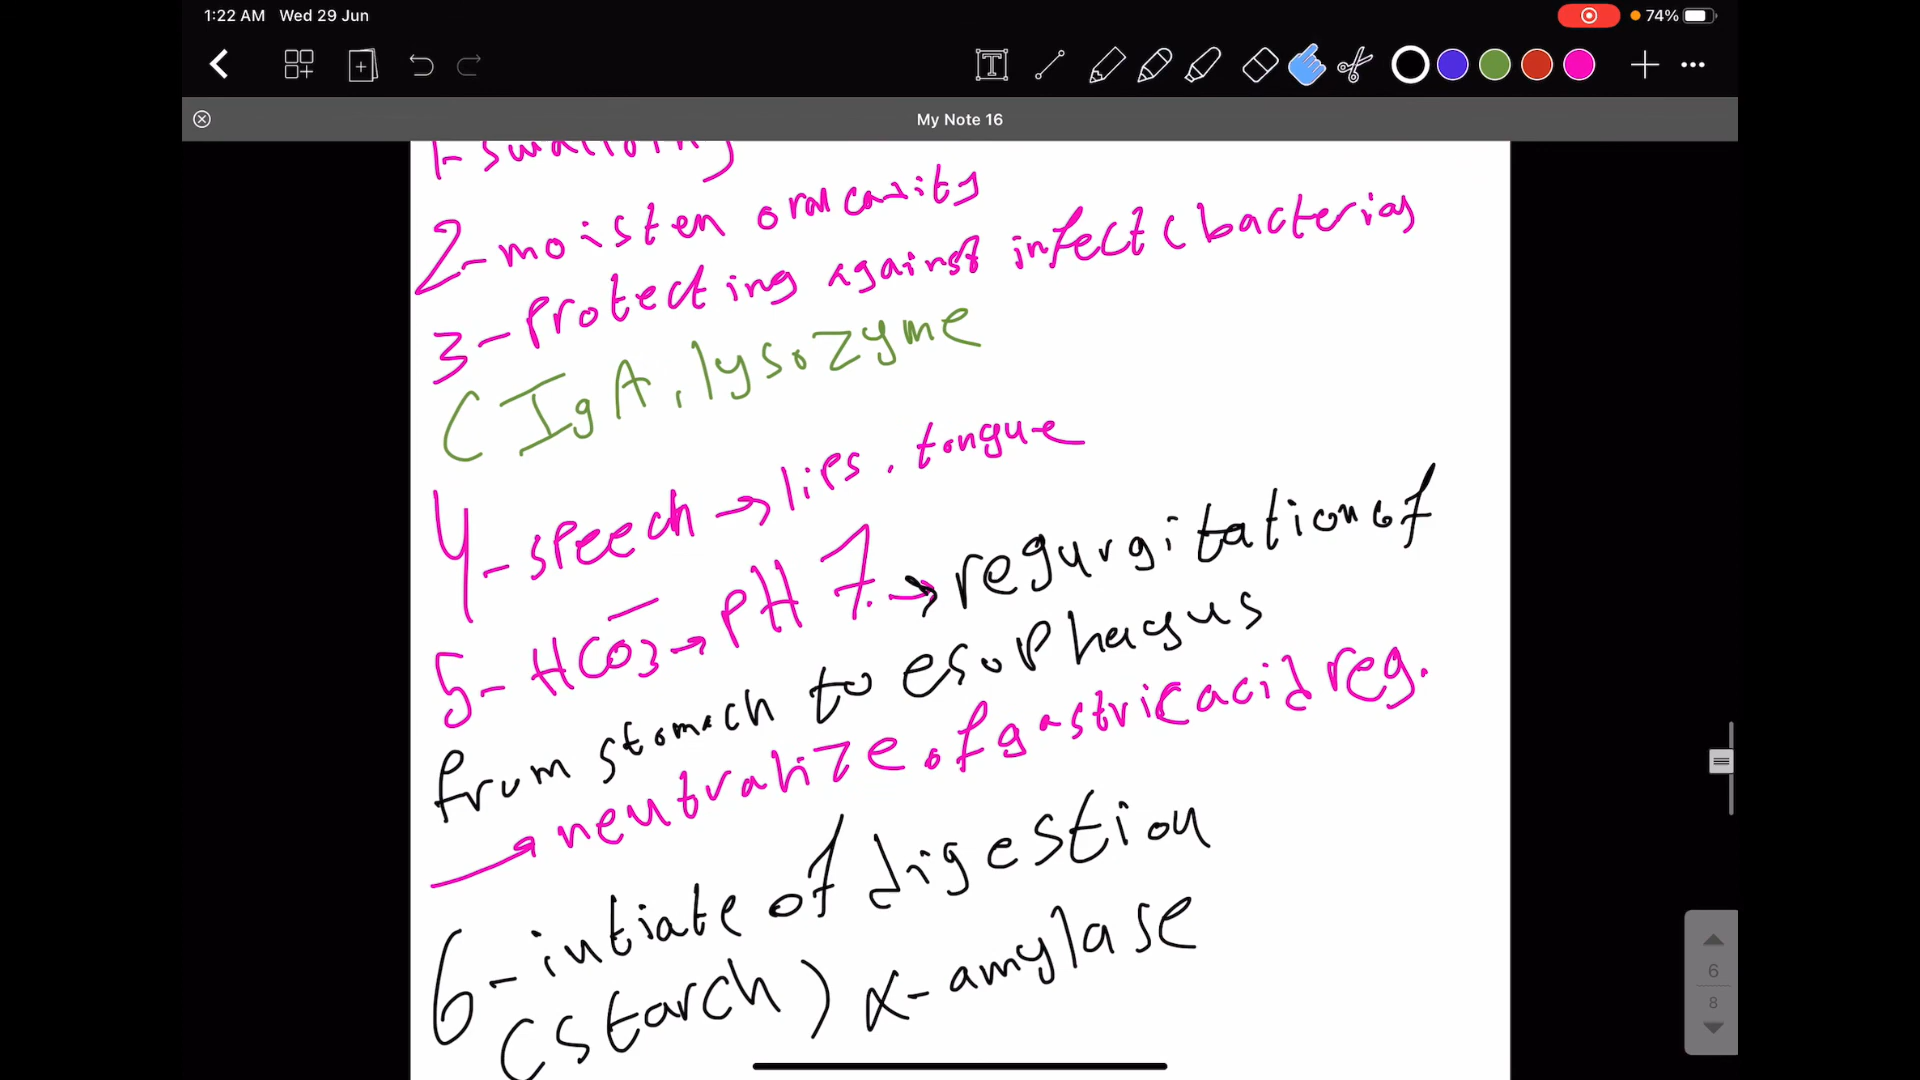 1:22 AM Wed 29 Jun
74%
My Note 16
1- swallowing
2- moisten oral cavity
3- Protecting against infect (bacterias
(IgA, lysozyme
4- speech → lips, tongue
5- HCO3⁻ → pH 7. → regurgitation of
from stomach to esophagus
→ neutralize of gastric acid reg.
6- intiate of digestion
(starch) α-amylase
6
8